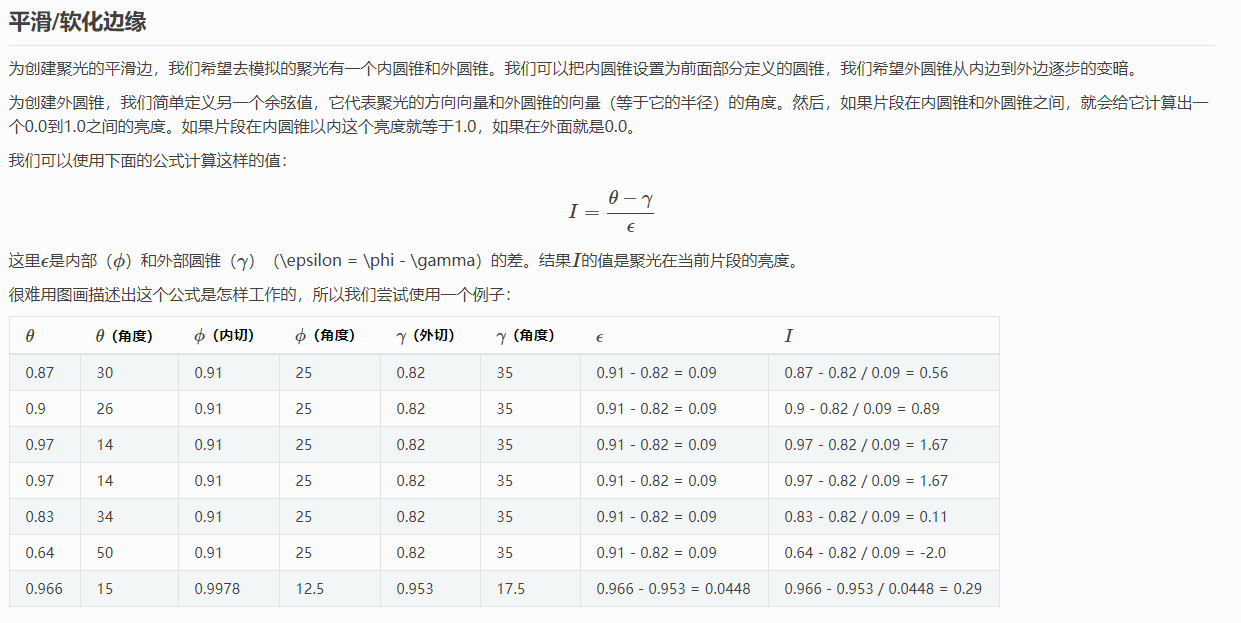 平滑/软化边缘
为创建聚光的平滑边，我们希望去模拟的聚光有一个内圆锥和外圆锥。我们可以把内圆锥设置为前面部分定义的圆锥，我们希望外圆锥从内边到外边逐步的变暗。
为创建外圆锥，我们简单定义另一个余弦值，它代表聚光的方向向量和外圆锥的向量（等于它的半径）的角度。然后，如果片段在内圆锥和外圆锥之间，就会给它计算出一
个0.0到1.0之间的亮度。如果片段在内圆锥以内这个亮度就等于1.0，如果在外面就是0.0。
我们可以使用下面的公式计算这样的值：
I = (θ − γ) / ϵ
这里ϵ是内部（ϕ）和外部圆锥（γ）（\epsilon = \phi - \gamma）的差。结果I的值是聚光在当前片段的亮度。
很难用图画描述出这个公式是怎样工作的，所以我们尝试使用一个例子：
θ θ（角度） ϕ（内切） ϕ（角度） γ（外切） γ（角度） ϵ I
0.87 30 0.91 25 0.82 35 0.91 - 0.82 = 0.09 0.87 - 0.82 / 0.09 = 0.56
0.9 26 0.91 25 0.82 35 0.91 - 0.82 = 0.09 0.9 - 0.82 / 0.09 = 0.89
0.97 14 0.91 25 0.82 35 0.91 - 0.82 = 0.09 0.97 - 0.82 / 0.09 = 1.67
0.97 14 0.91 25 0.82 35 0.91 - 0.82 = 0.09 0.97 - 0.82 / 0.09 = 1.67
0.83 34 0.91 25 0.82 35 0.91 - 0.82 = 0.09 0.83 - 0.82 / 0.09 = 0.11
0.64 50 0.91 25 0.82 35 0.91 - 0.82 = 0.09 0.64 - 0.82 / 0.09 = -2.0
0.966 15 0.9978 12.5 0.953 17.5 0.966 - 0.953 = 0.0448 0.966 - 0.953 / 0.0448 = 0.29